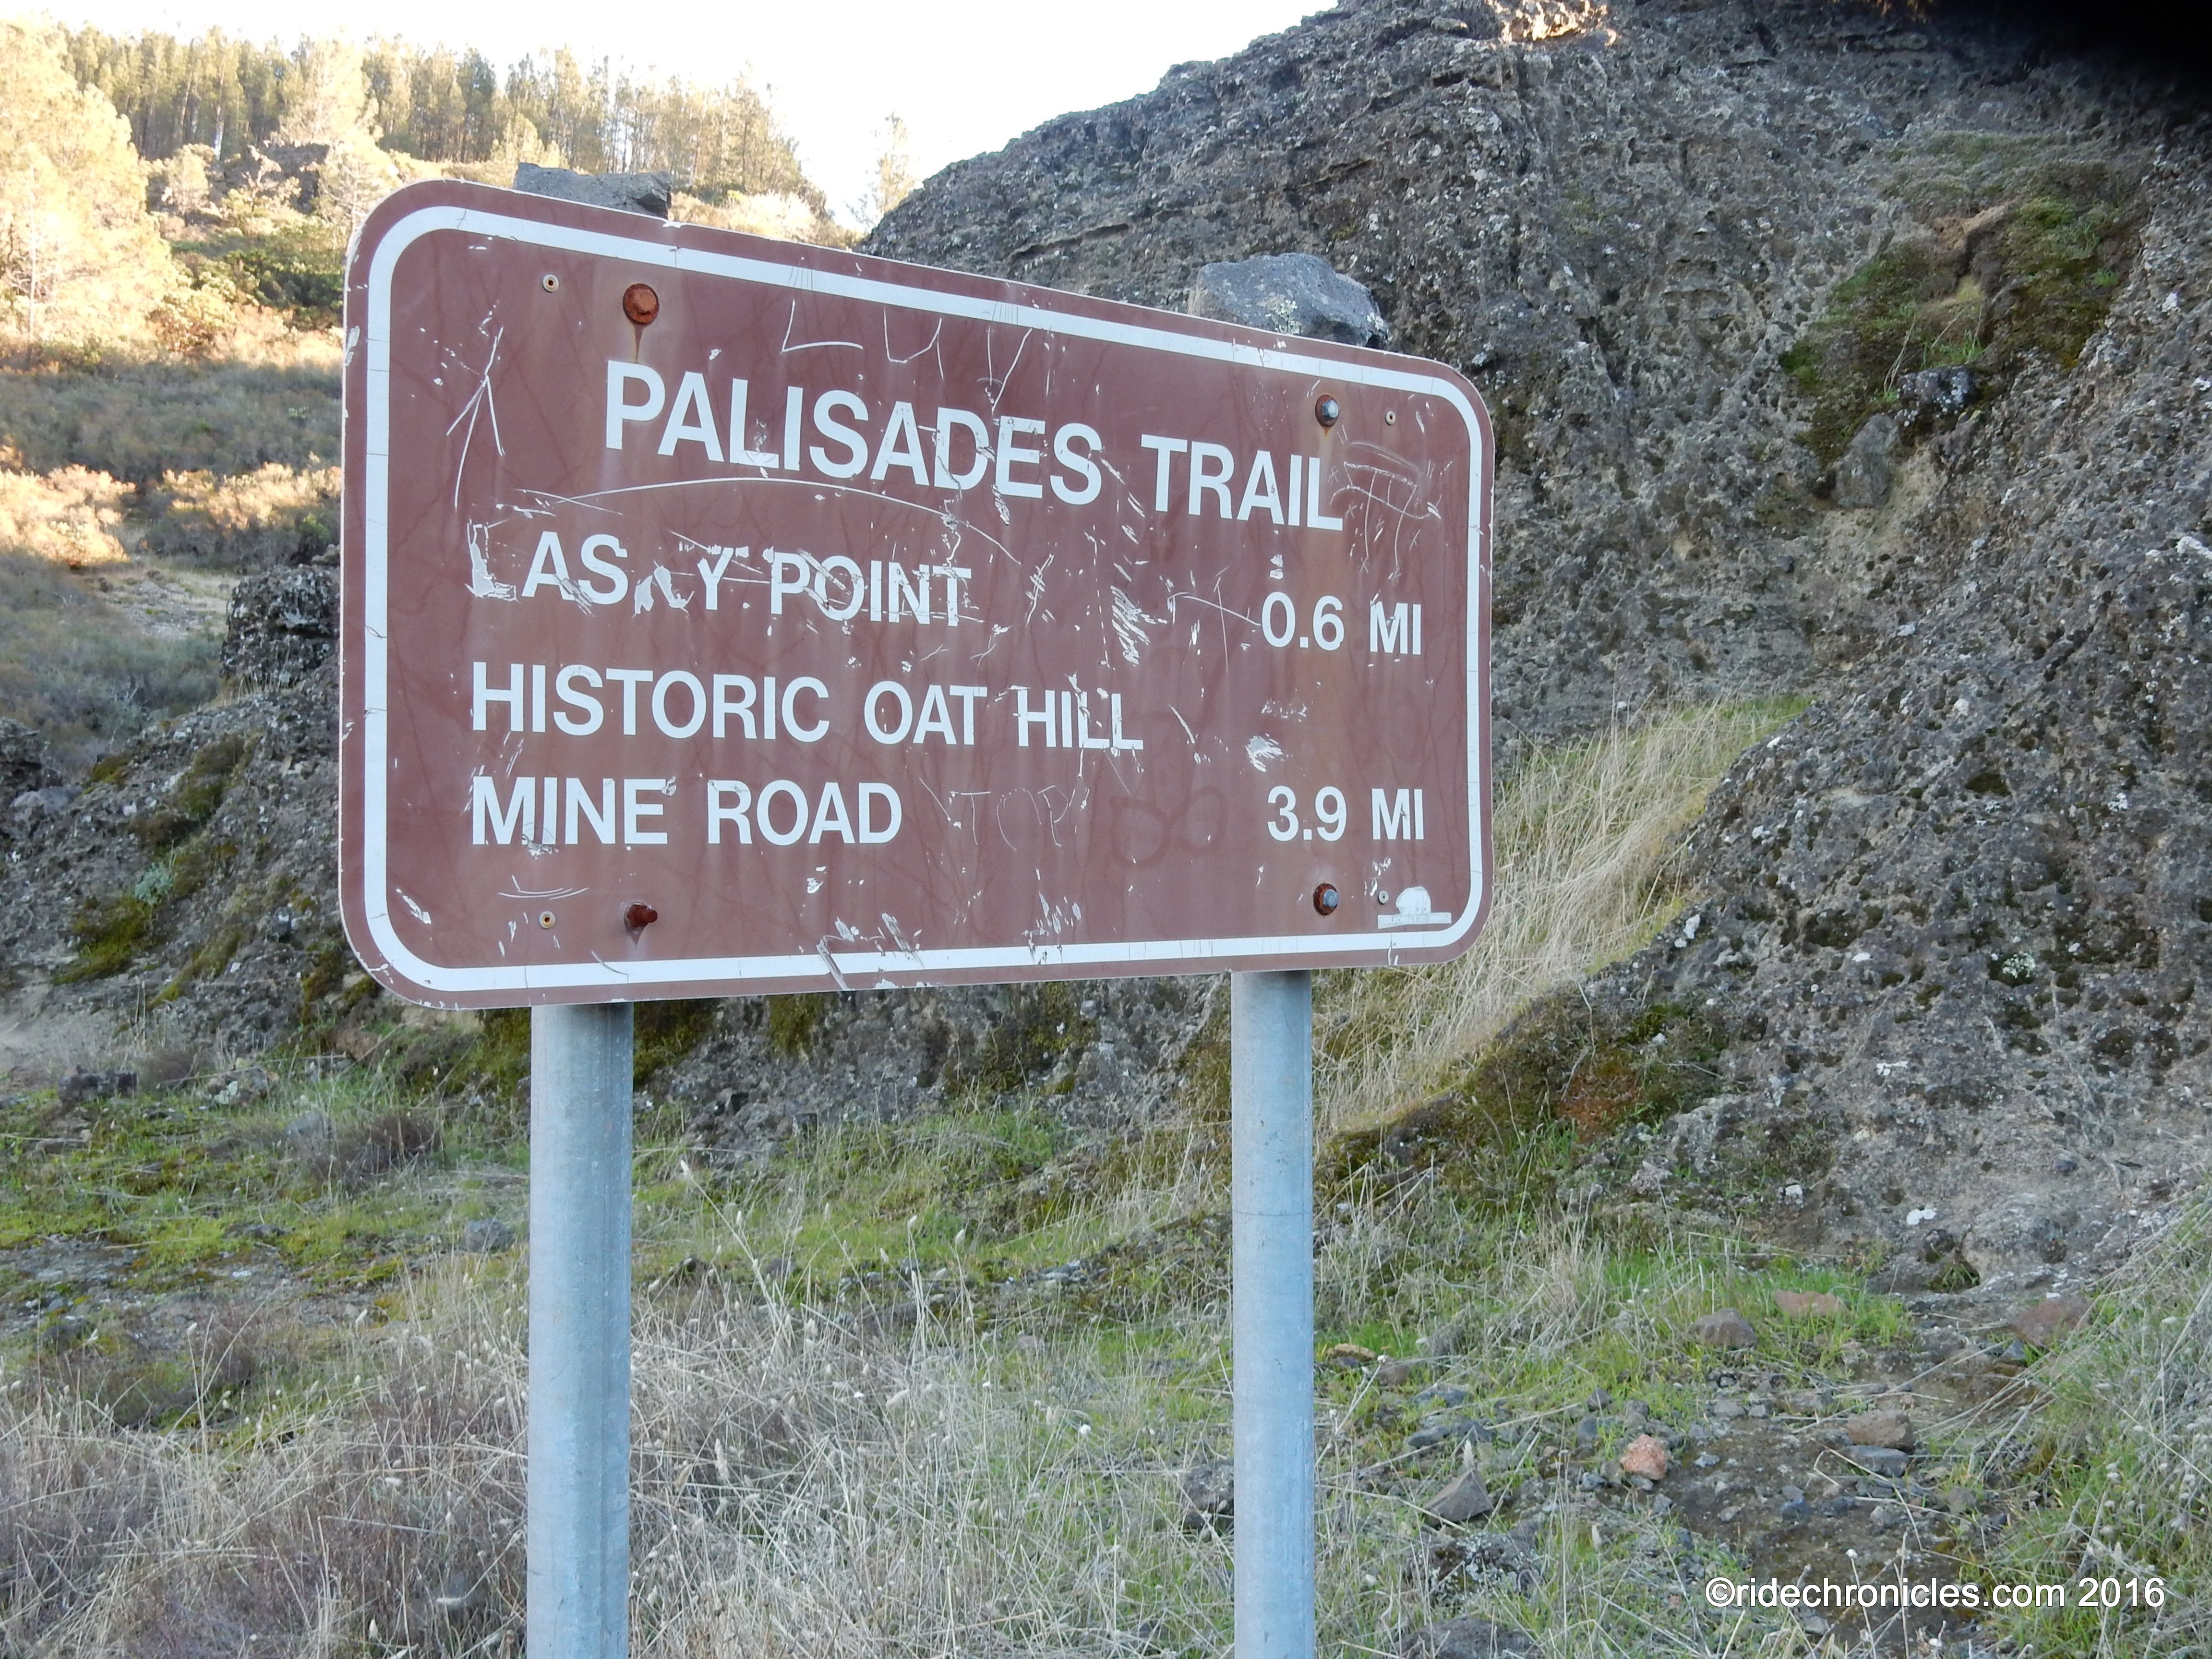 PALISADES TRAIL
POINT 0.6 MI
HISTORIC OAT HILL
MINE ROAD 3.9 MI
©ridechronicles.com 2016